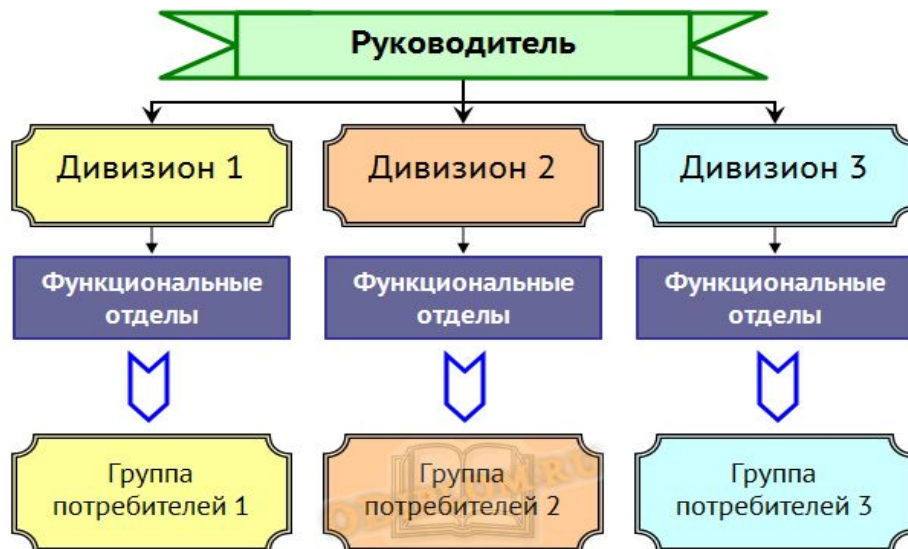 Руководитель
Дивизион 1
Дивизион 2
Дивизион 3
Функциональные
отделы
Функциональные
отделы
Функциональные
отделы
Группа
потребителей 1
Группа
потребителей 2
Группа
потребителей 3